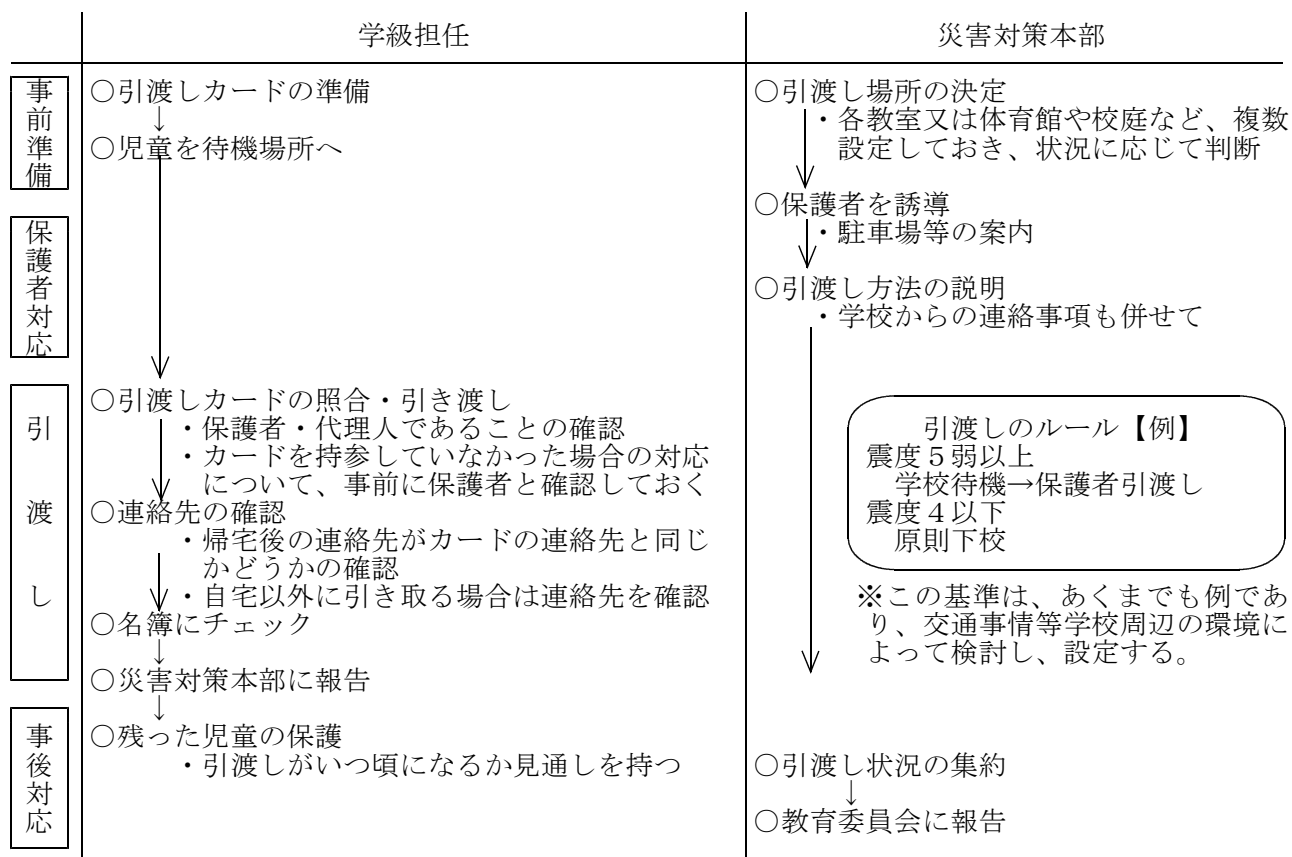 学級担任
災害対策本部
事前準備
○引渡しカードの準備
↓
○児童を待機場所へ
○引渡し場所の決定
・各教室又は体育館や校庭など、複数
設定しておき、状況に応じて判断
保護者対応
○保護者を誘導
・駐車場等の案内
○引渡し方法の説明
・学校からの連絡事項も併せて
引渡し
○引渡しカードの照合・引き渡し
・保護者・代理人であることの確認
・カードを持参していなかった場合の対応
について、事前に保護者と確認しておく
○連絡先の確認
・帰宅後の連絡先がカードの連絡先と同じ
かどうかの確認
・自宅以外に引き取る場合は連絡先を確認
○名簿にチェック
↓
○災害対策本部に報告
↓
引渡しのルール【例】
震度５弱以上
学校待機→保護者引渡し
震度４以下
原則下校
※この基準は、あくまでも例であ
り、交通事情等学校周辺の環境に
よって検討し、設定する。
事後対応
○残った児童の保護
・引渡しがいつ頃になるか見通しを持つ
○引渡し状況の集約
↓
○教育委員会に報告